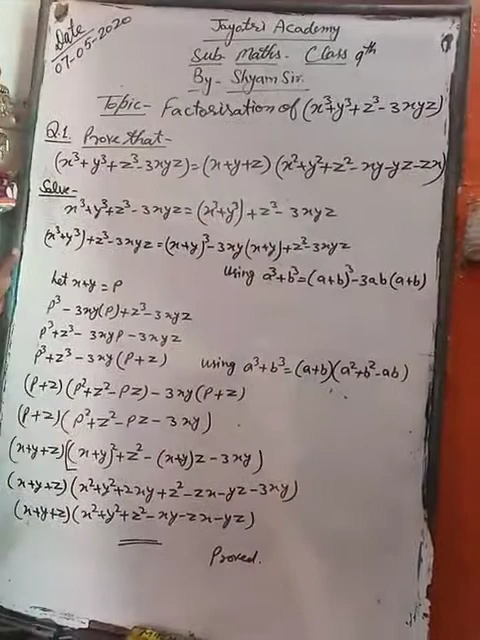 Date
07-05-2020
Jayatri Academy
Sub- Maths. Class 9th
By - Shyam Sir.
Topic - Factorisation of (x³+y³+z³-3xyz)
Q.1. Prove that -
(x³+y³+z³-3xyz)=(x+y+z) (x²+y²+z²-xy-yz-zx)
Solve -
x³+y³+z³-3xyz=(x³+y³)+z³-3xyz
(x³+y³)+z³-3xyz=(x+y)³-3xy(x+y)+z³-3xyz
using a³+b³=(a+b)³-3ab(a+b)
Let x+y = P
P³-3xy(P)+z³-3xyz
P³+z³-3xyP-3xyz
P³+z³-3xy(P+z) using a³+b³=(a+b)(a²+b²-ab)
(P+z)(P²+z²-Pz)-3xy(P+z)
(P+z)(P²+z²-Pz-3xy)
(x+y+z)[(x+y)²+z²-(x+y)z-3xy)
(x+y+z)(x²+y²+2xy+z²-zx-yz-3xy)
(x+y+z)(x²+y²+z²-xy-zx-yz)
Proved.